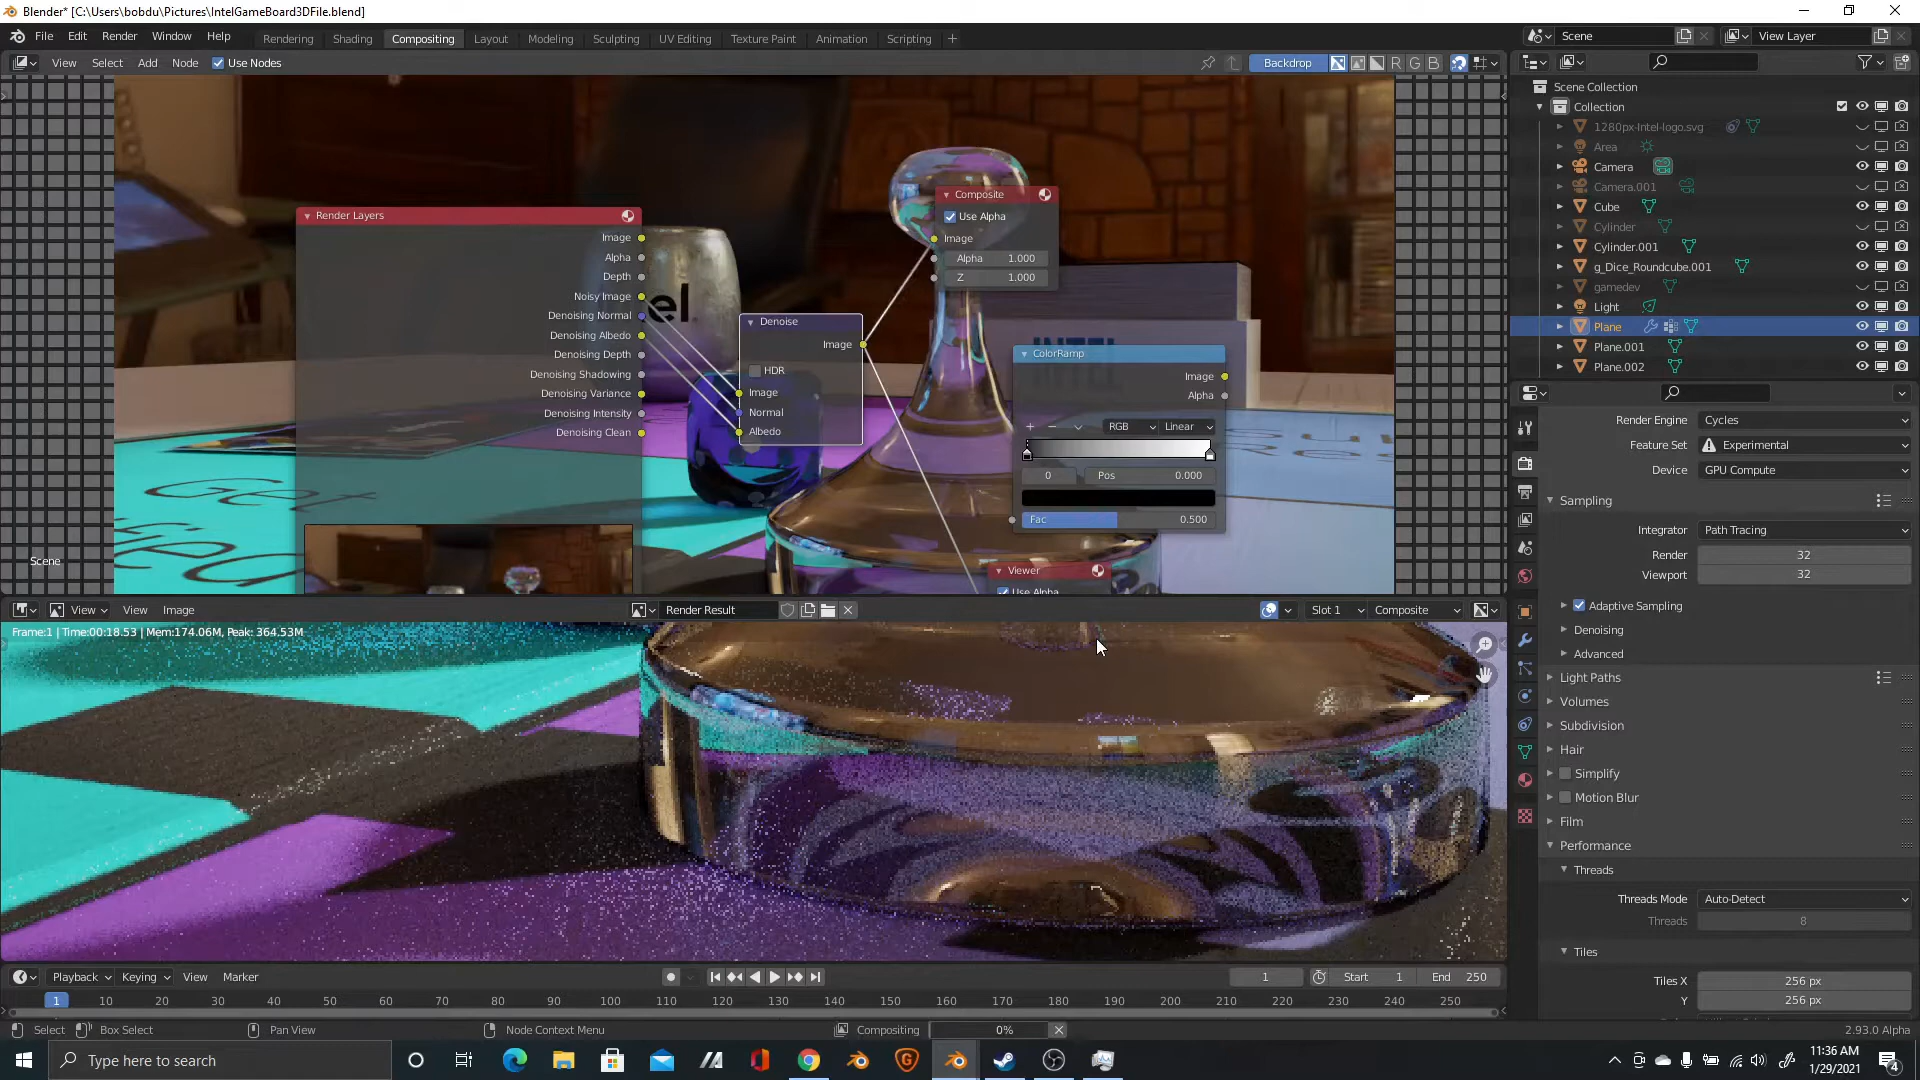 Blender* [C:\Users\bobdu\Pictures\IntelGameBoard3DFile.blend]
File Edit Render Window Help Rendering Shading Compositing Layout Modeling Sculpting UV Editing Texture Paint Animation Scripting +
Scene View Layer
View Select Add Node Use Nodes Backdrop R G B
Scene Collection
Collection
1280px-Intel-logo.svg
Area
Camera
Camera.001
Cube
Cylinder
Cylinder.001
g_Dice_Roundcube.001
gamedev
Light
Plane
Plane.001
Plane.002
Render Layers
Image
Alpha
Depth
Noisy Image
Denoising Normal
Denoising Albedo
Denoising Depth
Denoising Shadowing
Denoising Variance
Denoising Intensity
Denoising Clean
el
Denoise
Image
HDR
Image
Normal
Albedo
Composite
Use Alpha
Image
Alpha 1.000
Z 1.000
INTEL
ColorRamp
Image
Alpha
+ − RGB Linear
0 Pos 0.000
Fac 0.500
Viewer
Use Alpha
Get
Scene
Render Engine Cycles
Feature Set Experimental
Device GPU Compute
Sampling
Integrator Path Tracing
Render 32
Viewport 32
Adaptive Sampling
Denoising
Advanced
Light Paths
Volumes
Subdivision
Hair
Simplify
Motion Blur
Film
Performance
Threads
Threads Mode Auto-Detect
Threads 8
Tiles
Tiles X 256 px
Y 256 px
View View Image Render Result Slot 1 Composite
Frame:1 | Time:00:18.53 | Mem:174.06M, Peak: 364.53M
Playback Keying View Marker 1 Start 1 End 250
1 10 20 30 40 50 60 70 80 90 100 110 120 130 140 150 160 170 180 190 200 210 220 230 240 250
Select Box Select Pan View Node Context Menu Compositing 0% 2.93.0 Alpha
Type here to search
11:36 AM
1/29/2021
4